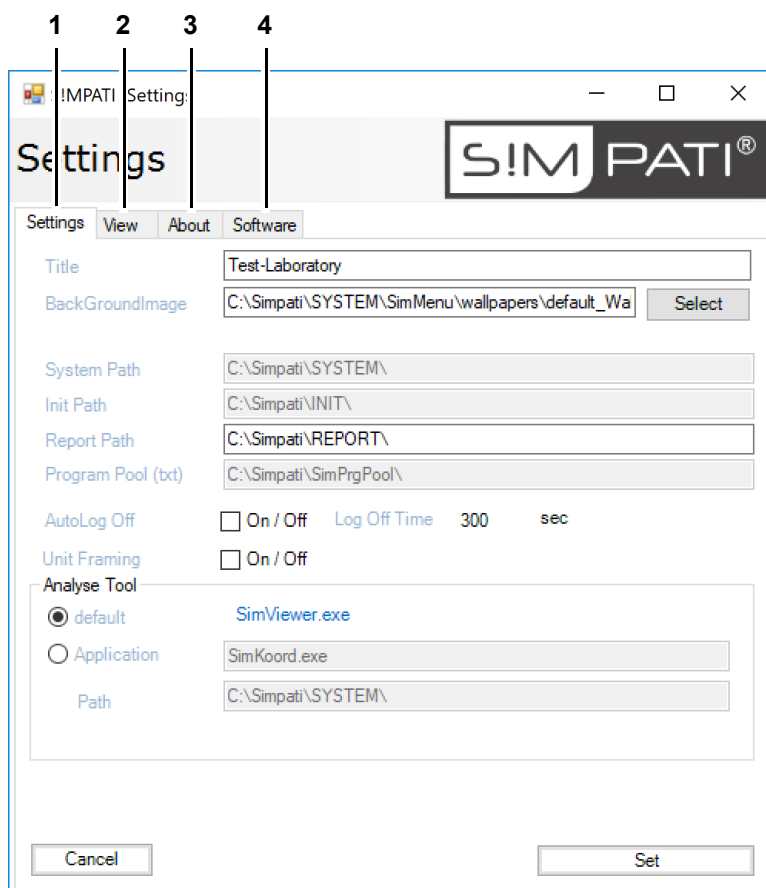 1 2 3 4
S!MPATI Settings
Settings
S!M PATI®
Settings View About Software
Title Test-Laboratory
BackGroundImage C:\Simpati\SYSTEM\SimMenu\wallpapers\default_Wa Select
System Path C:\Simpati\SYSTEM\
Init Path C:\Simpati\INIT\
Report Path C:\Simpati\REPORT\
Program Pool (txt) C:\Simpati\SimPrgPool\
AutoLog Off On / Off Log Off Time 300 sec
Unit Framing On / Off
Analyse Tool
default SimViewer.exe
Application SimKoord.exe
Path C:\Simpati\SYSTEM\
Cancel Set